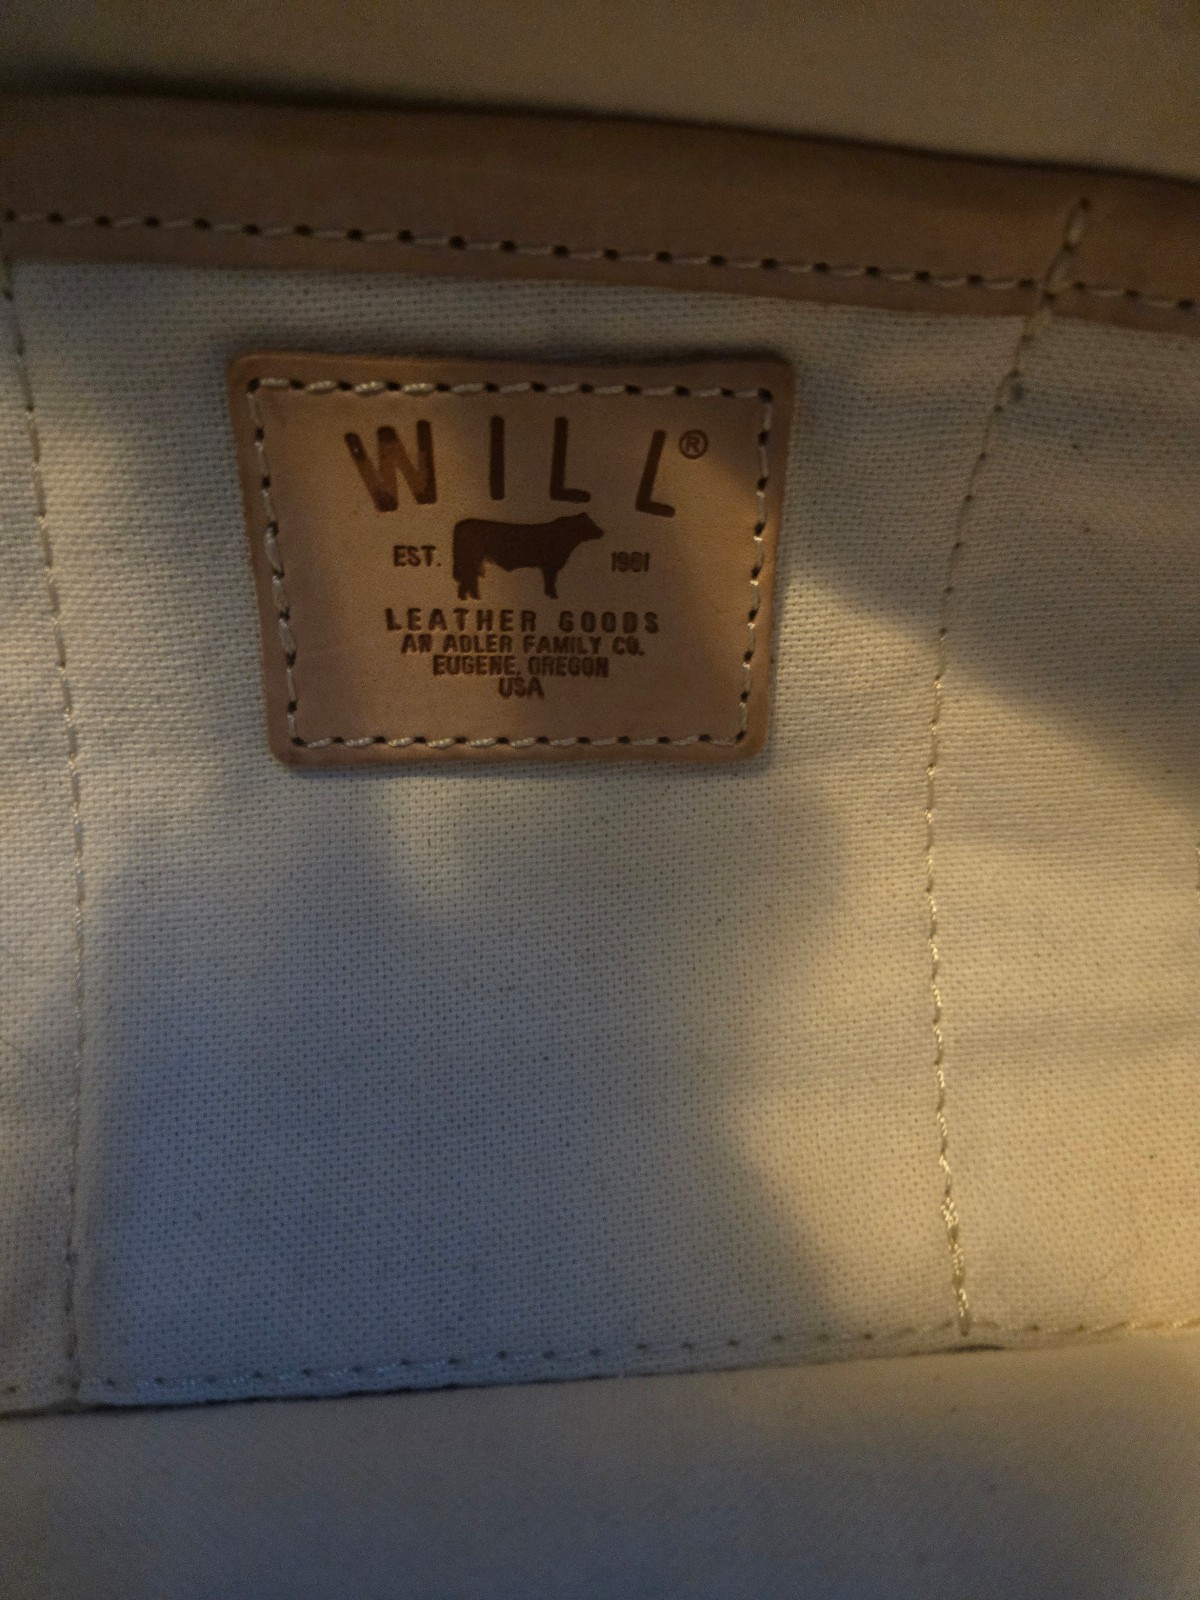 WILL®
EST. 1981
LEATHER GOODS
AN ADLER FAMILY CO.
EUGENE, OREGON
USA